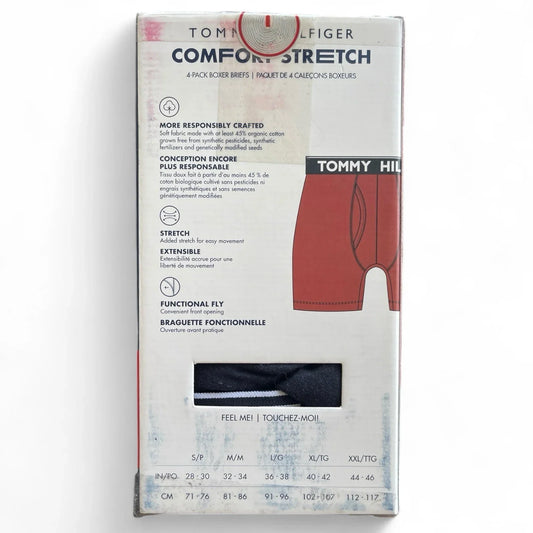 TOMM LFIGER
COMFORT STRETCH
4-PACK BOXER BRIEFS | PAQUET DE 4 CALEÇONS BOXEURS
MORE RESPONSIBLY CRAFTED
Soft fabric made with at least 45% organic cotton
grown free from synthetic pesticides, synthetic
fertilizers and genetically modified seeds
CONCEPTION ENCORE
PLUS RESPONSABLE
Tissu doux fait à partir d'au moins 45 % de
coton biologique cultivé sans pesticides ni
engrais synthétiques et sans semences
génétiquement modifiées
TOMMY HIL
STRETCH
Added stretch for easy movement
EXTENSIBLE
Extensibilité accrue pour une
liberté de mouvement
FUNCTIONAL FLY
Convenient front opening
BRAGUETTE FONCTIONNELLE
Ouverture avant pratique
FEEL ME! | TOUCHEZ-MOI!
S/P M/M L/G XL/TG XXL/TTG
IN/PO 28 - 30 32 - 34 36 - 38 40 - 42 44 - 46
CM 71 - 76 81 - 86 91 - 96 102 - 107 112 - 117